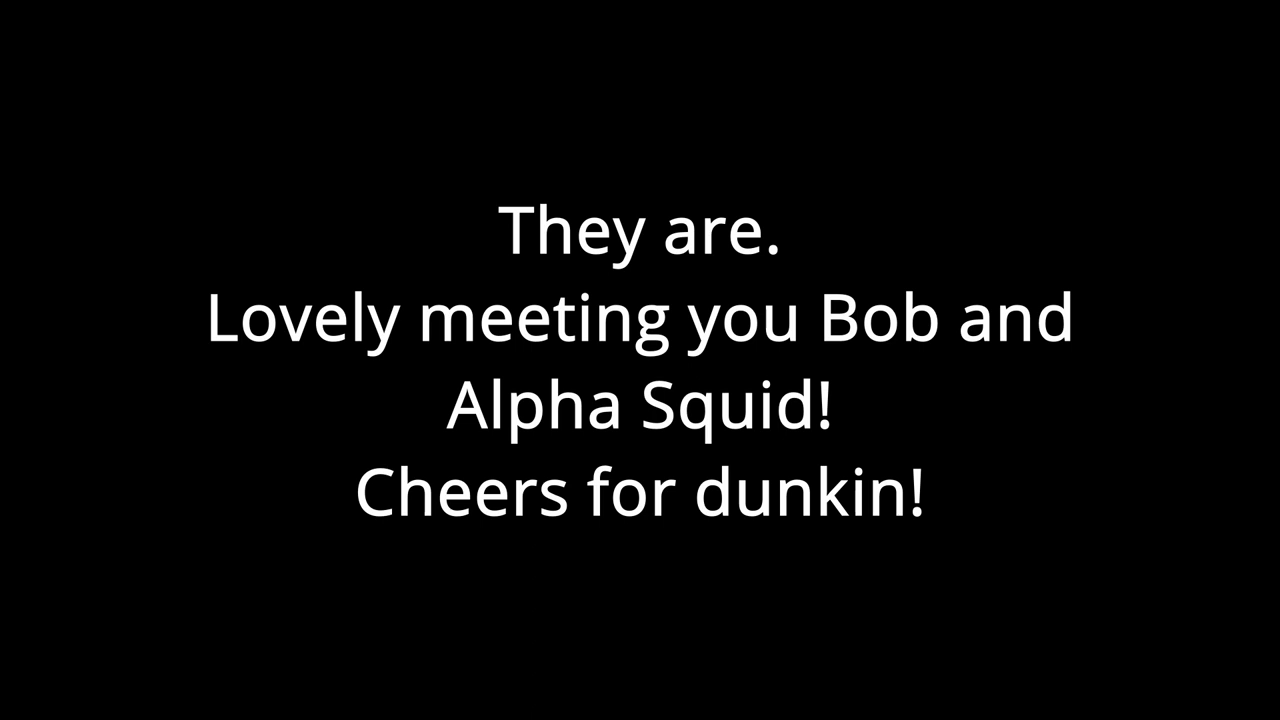 They are.
Lovely meeting you Bob and
Alpha Squid!
Cheers for dunkin!